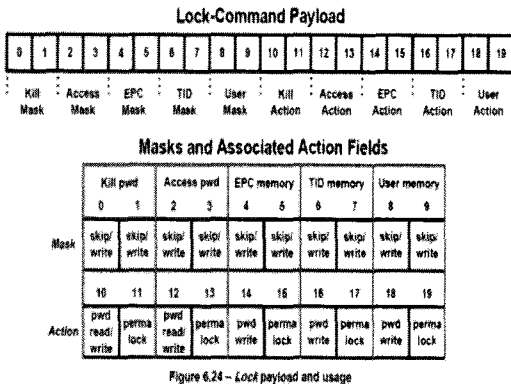 Lock-Command Payload
0 1 2 3 4 5 6 7 8 9 10 11 12 13 14 15 16 17 18 19
Kill Mask Access Mask EPC Mask TID Mask User Mask Kill Action Access Action EPC Action TID Action User Action
Masks and Associated Action Fields
Kill pwd Access pwd EPC memory TID memory User memory
0 1 2 3 4 5 6 7 8 9
Mask skip/ write skip/ write skip/ write skip/ write skip/ write skip/ write skip/ write skip/ write skip/ write skip/ write
10 11 12 13 14 15 16 17 18 19
Action pwd read/ write perma lock pwd read/ write perma lock pwd write perma lock pwd write perma lock pwd write perma lock
Figure 6.24 – Lock payload and usage